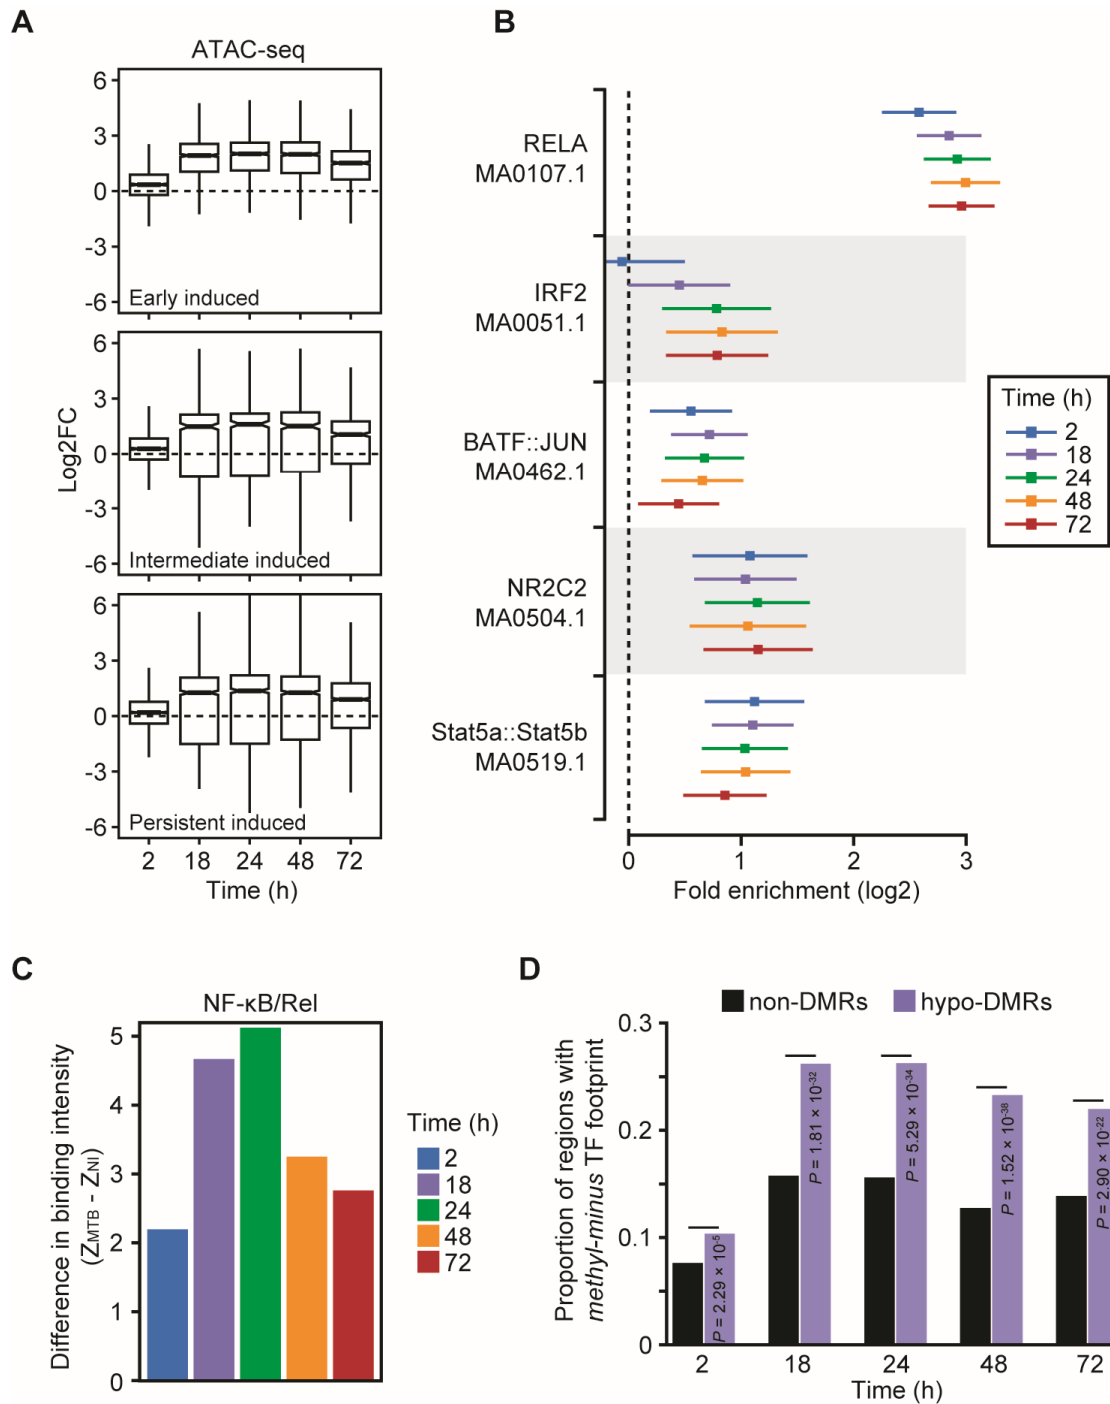 A
ATAC-seq
Log2FC
6
3
0
-3
-6
Early induced
6
3
0
-3
-6
Intermediate induced
6
3
0
-3
-6
Persistent induced
2 18 24 48 72
Time (h)
B
RELA
MA0107.1
IRF2
MA0051.1
BATF::JUN
MA0462.1
NR2C2
MA0504.1
Stat5a::Stat5b
MA0519.1
0 1 2 3
Fold enrichment (log2)
Time (h)
2
18
24
48
72
C
NF-κB/Rel
Difference in binding intensity
(ZMTB - ZNI)
5
4
3
2
1
0
Time (h)
2
18
24
48
72
D
non-DMRs hypo-DMRs
Proportion of regions with
methyl-minus TF footprint
0.3
0.2
0.1
0
P = 2.29 × 10-5
P = 1.81 × 10-32
P = 5.29 × 10-34
P = 1.52 × 10-38
P = 2.90 × 10-22
2 18 24 48 72
Time (h)